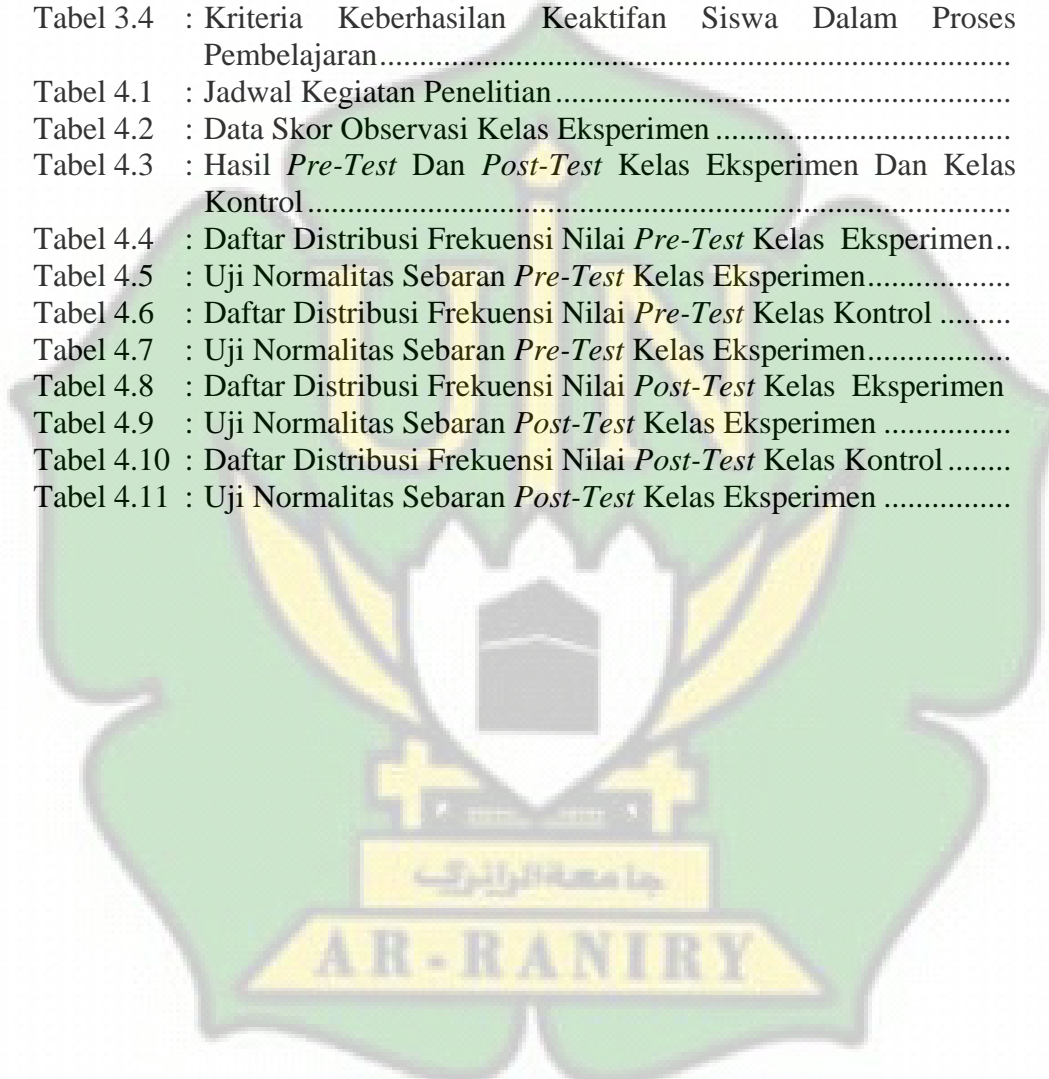 Tabel 3.4 : Kriteria Keberhasilan Keaktifan Siswa Dalam Proses
Pembelajaran................................................................................
Tabel 4.1 : Jadwal Kegiatan Penelitian..........................................................
Tabel 4.2 : Data Skor Observasi Kelas Eksperimen .....................................
Tabel 4.3 : Hasil Pre-Test Dan Post-Test Kelas Eksperimen Dan Kelas
Kontrol.........................................................................................
Tabel 4.4 : Daftar Distribusi Frekuensi Nilai Pre-Test Kelas Eksperimen..
Tabel 4.5 : Uji Normalitas Sebaran Pre-Test Kelas Eksperimen..................
Tabel 4.6 : Daftar Distribusi Frekuensi Nilai Pre-Test Kelas Kontrol .........
Tabel 4.7 : Uji Normalitas Sebaran Pre-Test Kelas Eksperimen..................
Tabel 4.8 : Daftar Distribusi Frekuensi Nilai Post-Test Kelas Eksperimen
Tabel 4.9 : Uji Normalitas Sebaran Post-Test Kelas Eksperimen ................
Tabel 4.10 : Daftar Distribusi Frekuensi Nilai Post-Test Kelas Kontrol........
Tabel 4.11 : Uji Normalitas Sebaran Post-Test Kelas Eksperimen ................
UIN
جامعة الرانري
AR-RANIRY